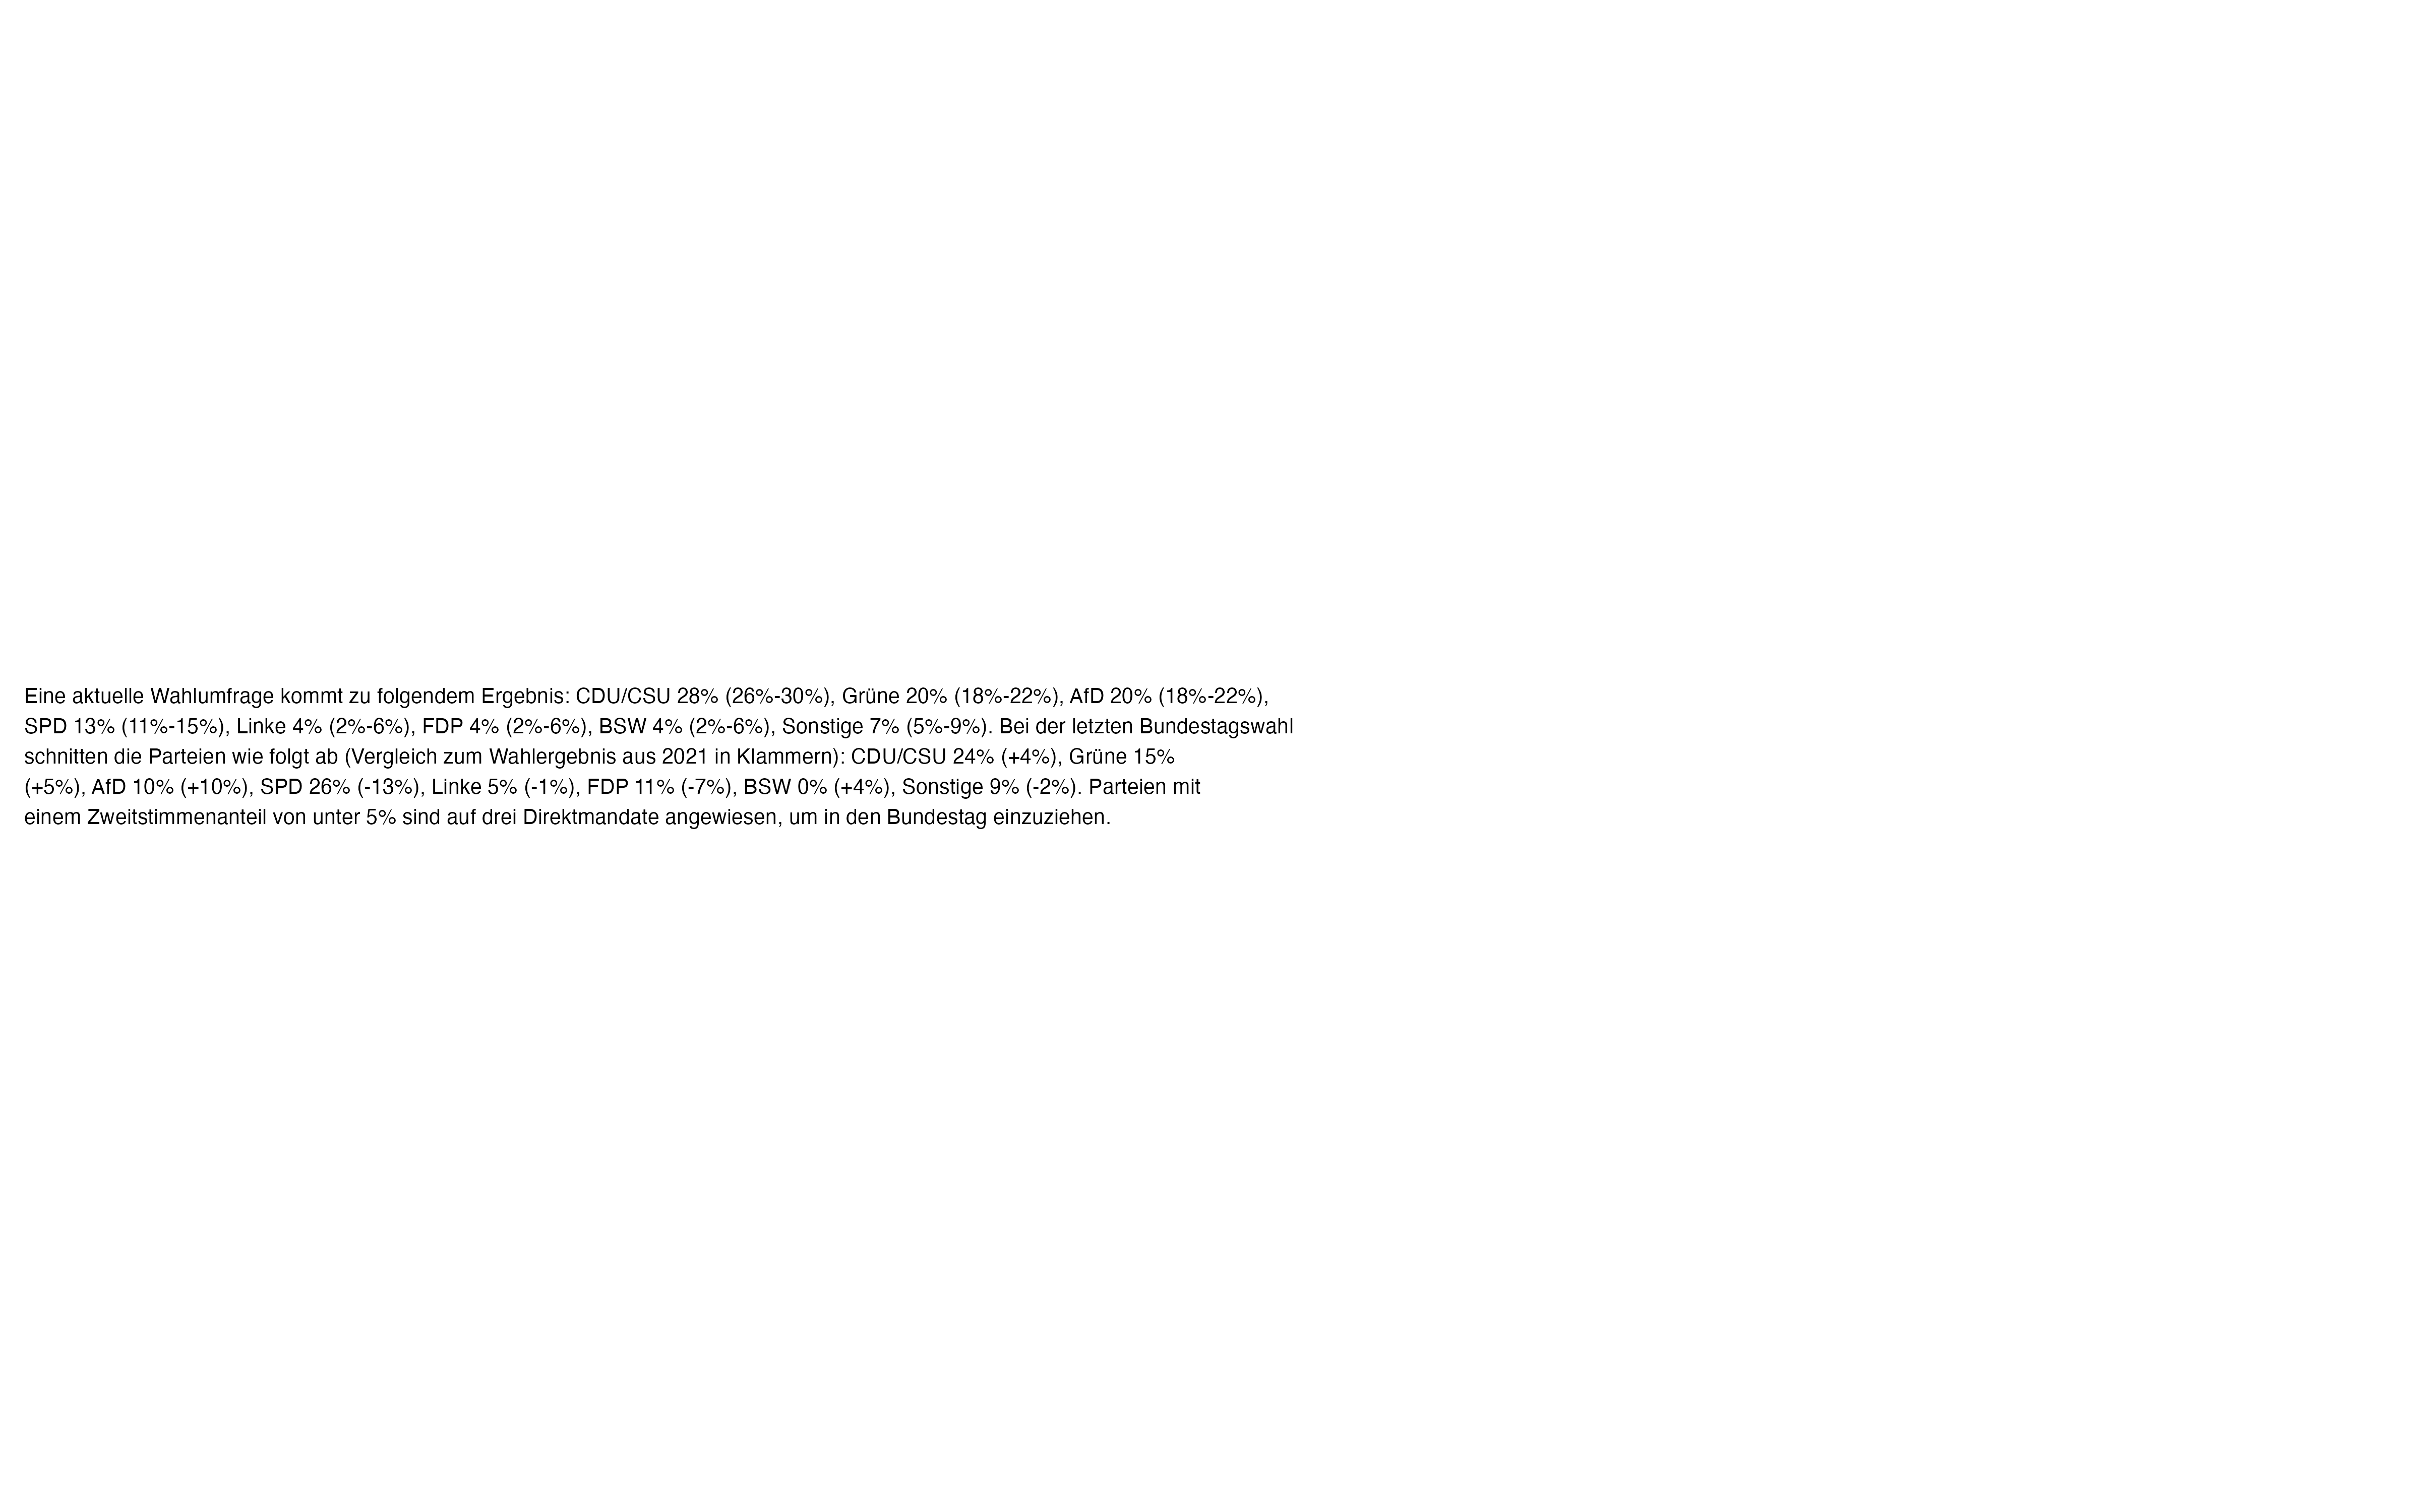 Eine aktuelle Wahlumfrage kommt zu folgendem Ergebnis: CDU/CSU 28% (26%-30%), Grüne 20% (18%-22%), AfD 20% (18%-22%),
SPD 13% (11%-15%), Linke 4% (2%-6%), FDP 4% (2%-6%), BSW 4% (2%-6%), Sonstige 7% (5%-9%). Bei der letzten Bundestagswahl
schnitten die Parteien wie folgt ab (Vergleich zum Wahlergebnis aus 2021 in Klammern): CDU/CSU 24% (+4%), Grüne 15%
(+5%), AfD 10% (+10%), SPD 26% (-13%), Linke 5% (-1%), FDP 11% (-7%), BSW 0% (+4%), Sonstige 9% (-2%). Parteien mit
einem Zweitstimmenanteil von unter 5% sind auf drei Direktmandate angewiesen, um in den Bundestag einzuziehen.